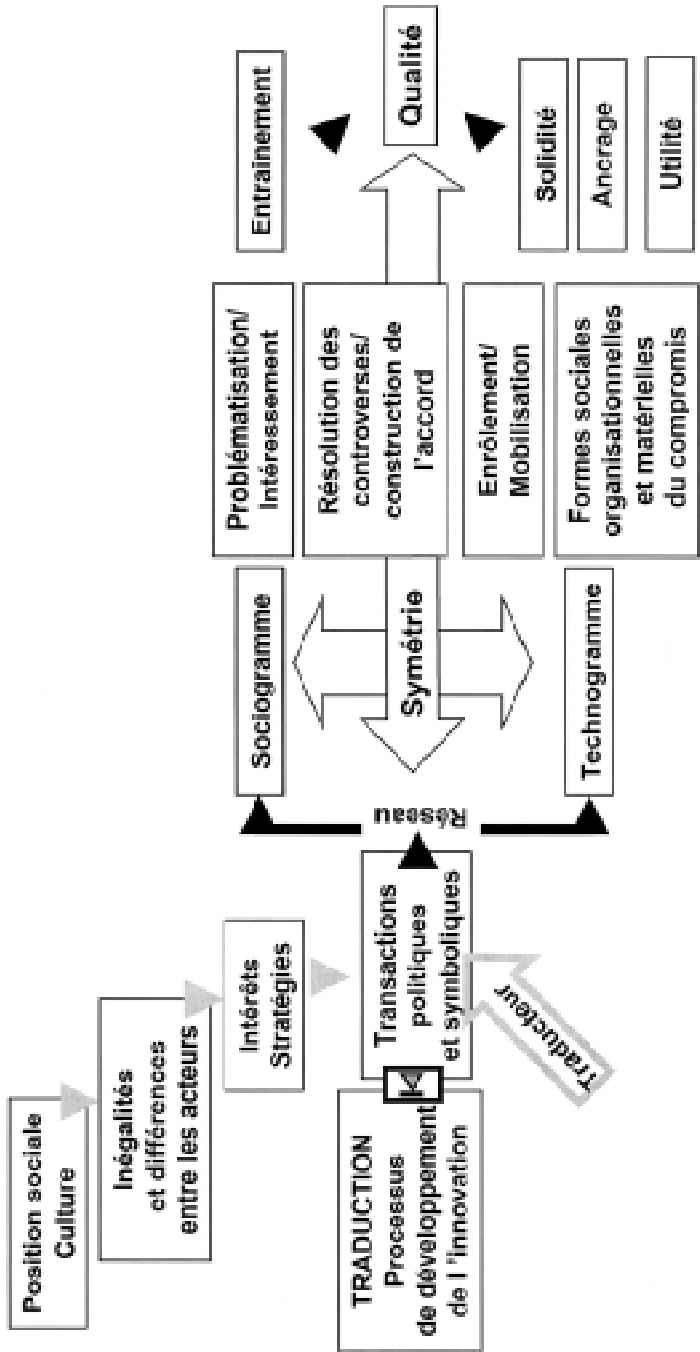 Position sociale
Culture
Inégalités
et différences
entre les acteurs
Intérêts
Stratégies
TRADUCTION
Processus
de développement
de l'innovation
Transactions
politiques
et symboliques
Traducteur
Réseau
Sociogramme
Symétrie
Technogramme
Problématisation/
Intéressement
Résolution des
controverses/
construction de
l'accord
Enrôlement/
Mobilisation
Formes sociales
organisationnelles
et matérielles
du compromis
Entraînement
Qualité
Solidité
Ancrage
Utilité